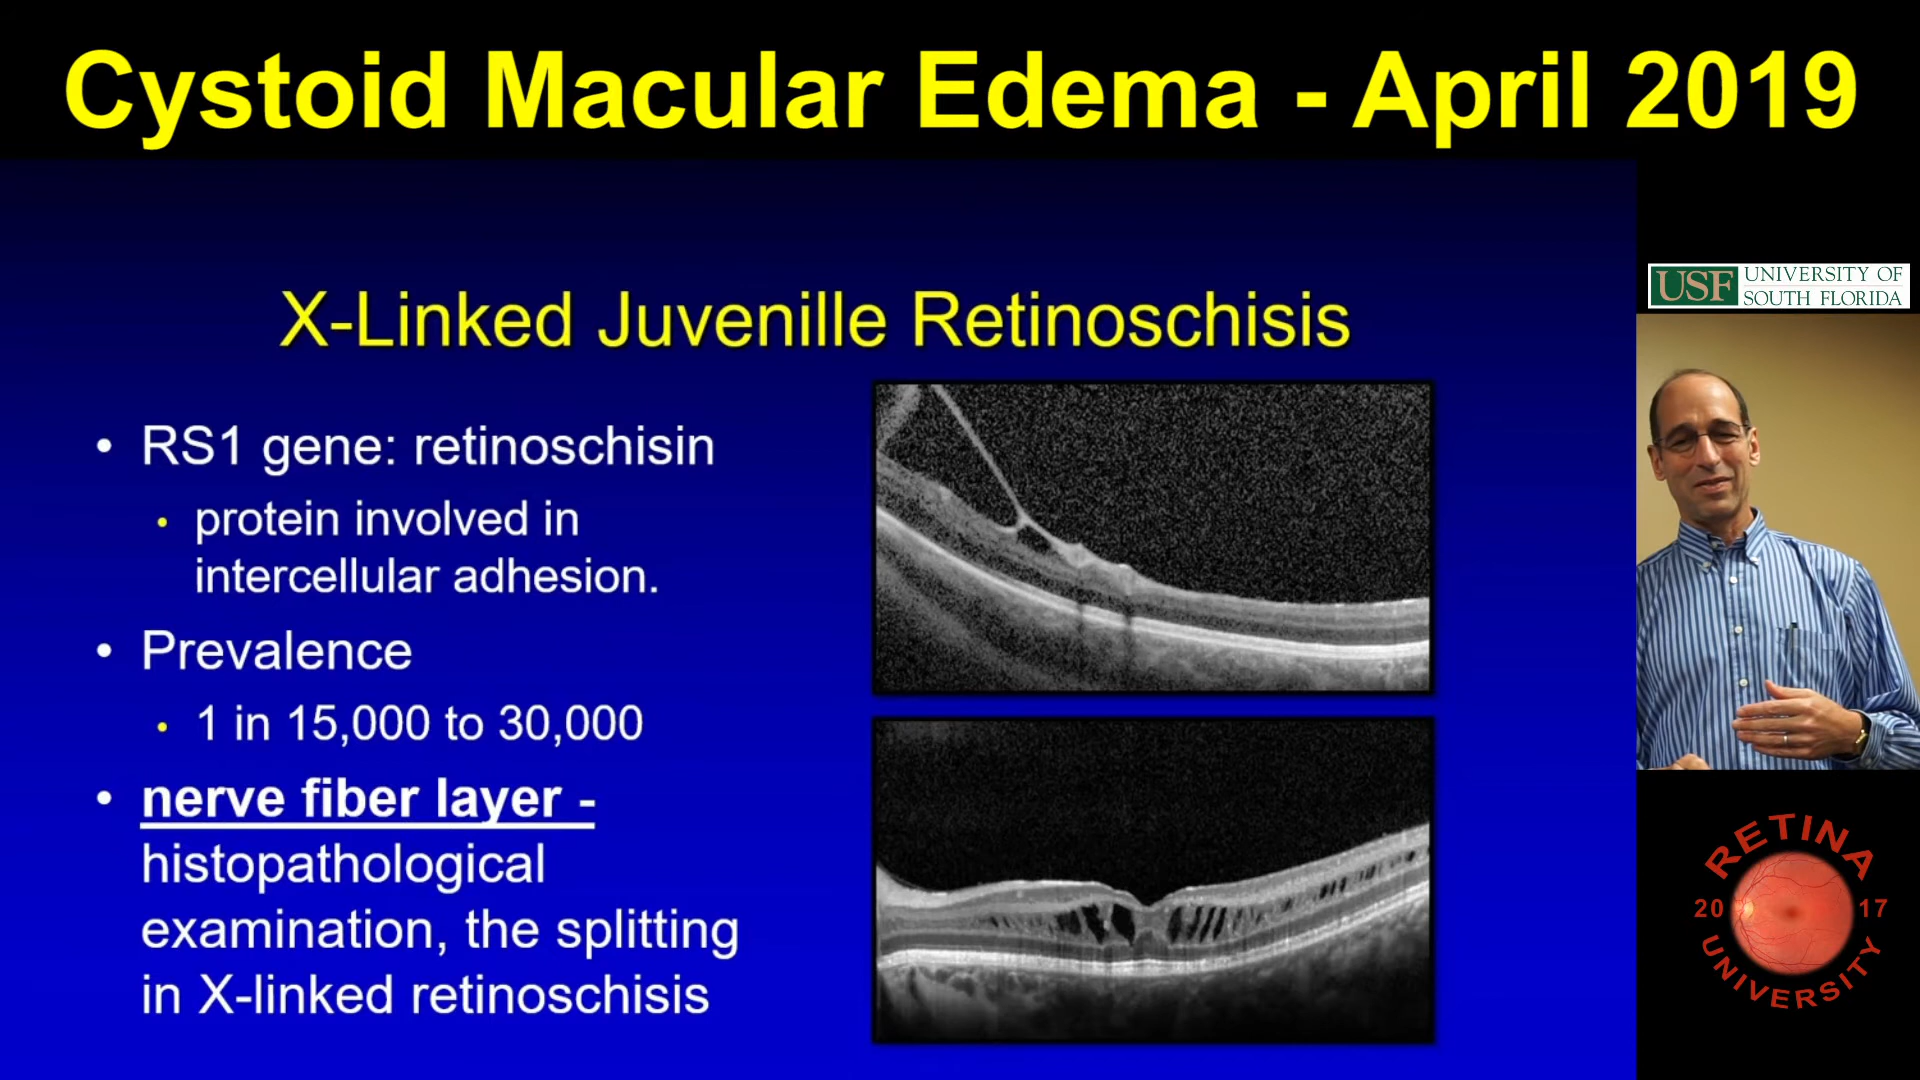 Cystoid Macular Edema - April 2019
X-Linked Juvenille Retinoschisis
• RS1 gene: retinoschisin
• protein involved in
intercellular adhesion.
• Prevalence
• 1 in 15,000 to 30,000
• nerve fiber layer -
histopathological
examination, the splitting
in X-linked retinoschisis
USF UNIVERSITY OF
SOUTH FLORIDA
RETINA
20 17
UNIVERSITY